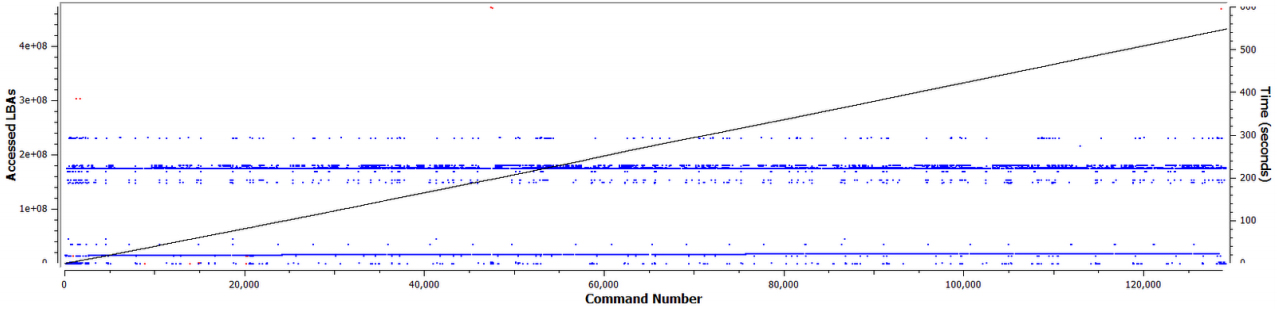 Accessed LBAs
4e+08
3e+08
2e+08
1e+08
0
600
500
400
300
200
100
0
Time (seconds)
0
20,000
40,000
60,000
80,000
100,000
120,000
Command Number